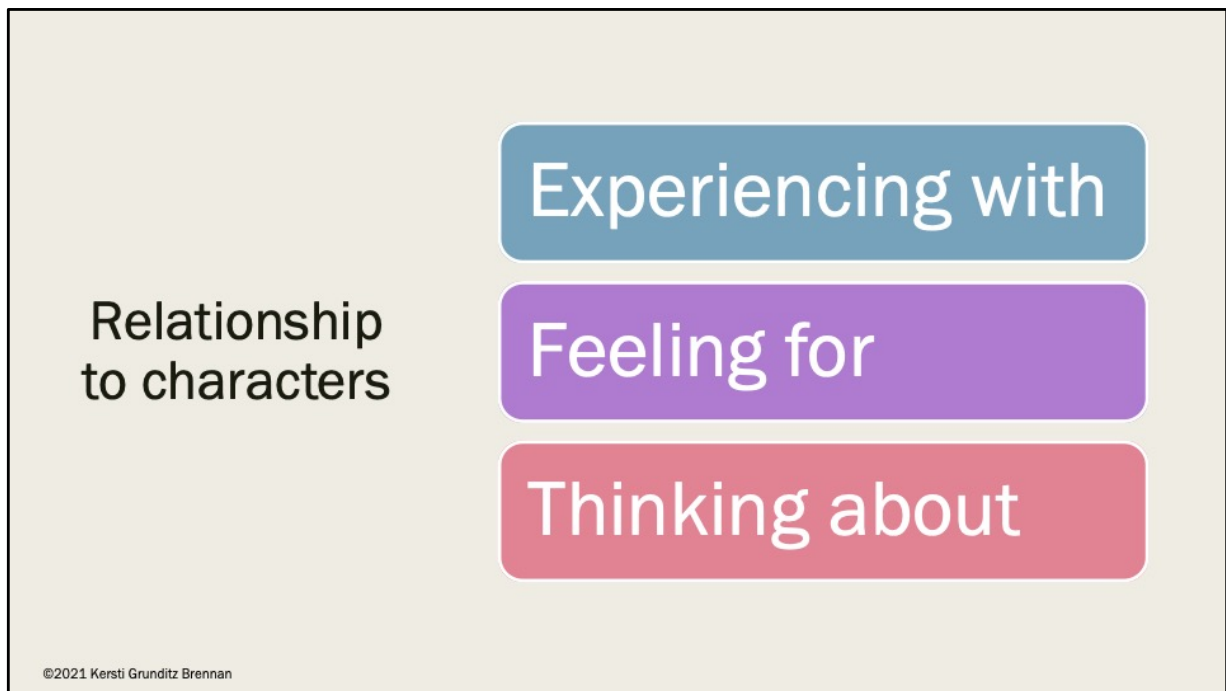 Relationship
to characters
Experiencing with
Feeling for
Thinking about
©2021 Kersti Grunditz Brennan